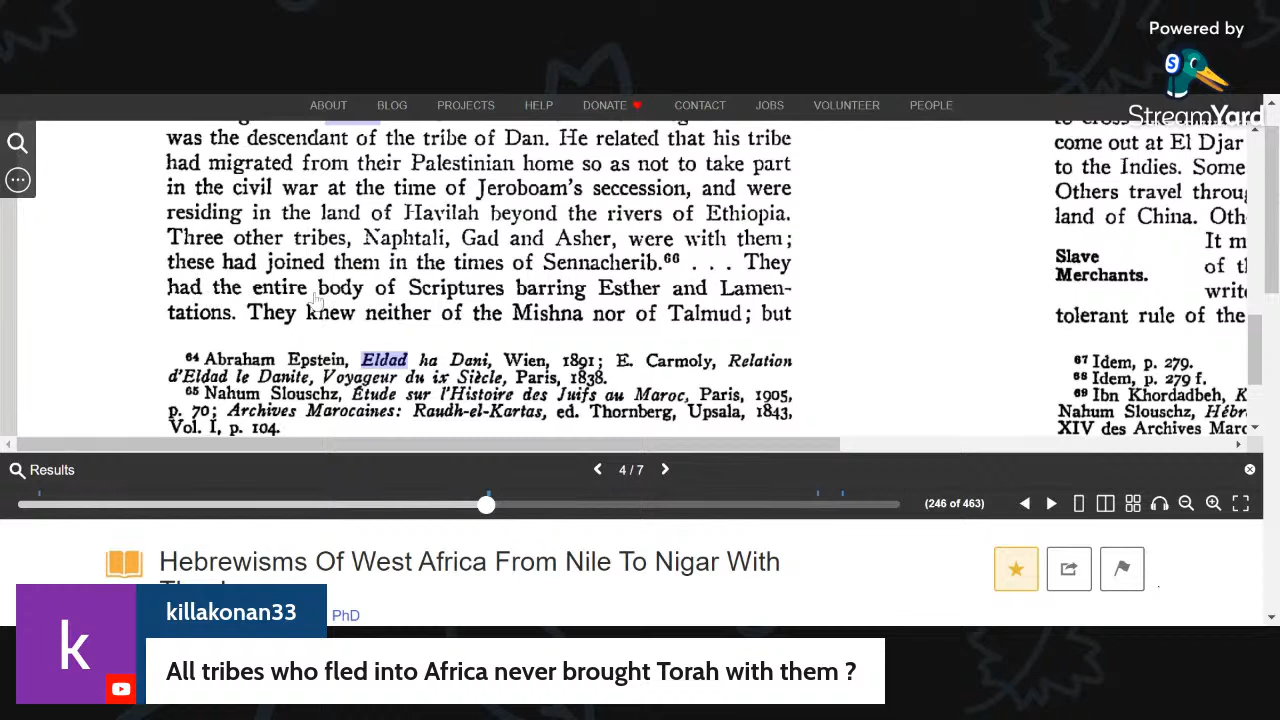 Powered by
S
StreamYard
ABOUT BLOG PROJECTS HELP DONATE CONTACT JOBS VOLUNTEER PEOPLE
was the descendant of the tribe of Dan. He related that his tribe
had migrated from their Palestinian home so as not to take part
in the civil war at the time of Jeroboam's seccession, and were
residing in the land of Havilah beyond the rivers of Ethiopia.
Three other tribes, Naphtali, Gad and Asher, were with them;
these had joined them in the times of Sennacherib.⁶⁶ . . . They
had the entire body of Scriptures barring Esther and Lamen-
tations. They knew neither of the Mishna nor of Talmud; but
⁶⁴ Abraham Epstein, Eldad ha Dani, Wien, 1891; E. Carmoly, Relation
d'Eldad le Danite, Voyageur du ix Siècle, Paris, 1838.
⁶⁵ Nahum Slouschz, Étude sur l'Histoire des Juifs au Maroc, Paris, 1905,
p. 70; Archives Marocaines: Raudh-el-Kartas, ed. Thornberg, Upsala, 1843,
Vol. I, p. 104.
come out at El Djar
to the Indies. Some
Others travel throug
land of China. Oth
It m
Slave
of th
Merchants.
write
tolerant rule of the
⁶⁷ Idem, p. 279.
⁶⁸ Idem, p. 279 f.
⁶⁹ Ibn Khordadbeh, K
Nahum Slouschz, Hébr
XIV des Archives Maro
Results
4 / 7
(246 of 463)
Hebrewisms Of West Africa From Nile To Nigar With
PhD
k
killakonan33
All tribes who fled into Africa never brought Torah with them ?